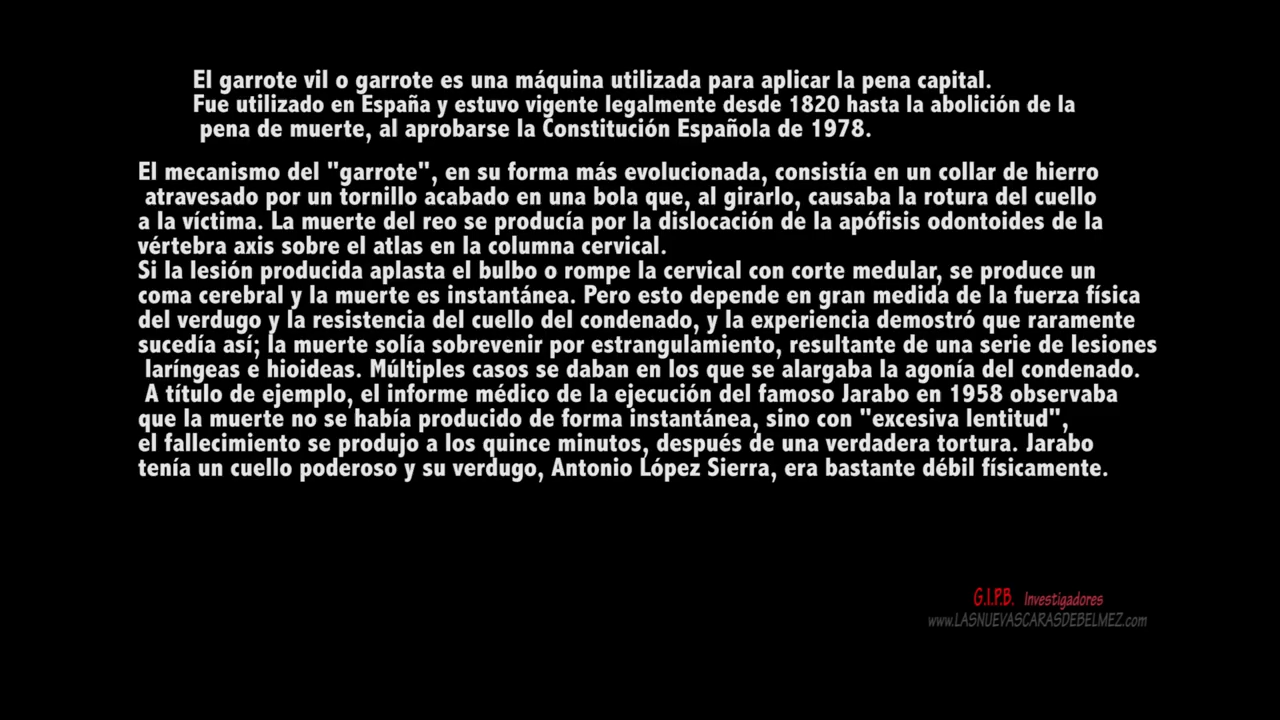 El garrote vil o garrote es una máquina utilizada para aplicar la pena capital.
Fue utilizado en España y estuvo vigente legalmente desde 1820 hasta la abolición de la
pena de muerte, al aprobarse la Constitución Española de 1978.
El mecanismo del "garrote", en su forma más evolucionada, consistía en un collar de hierro
atravesado por un tornillo acabado en una bola que, al girarlo, causaba la rotura del cuello
a la víctima. La muerte del reo se producía por la dislocación de la apófisis odontoides de la
vértebra axis sobre el atlas en la columna cervical.
Si la lesión producida aplasta el bulbo o rompe la cervical con corte medular, se produce un
coma cerebral y la muerte es instantánea. Pero esto depende en gran medida de la fuerza física
del verdugo y la resistencia del cuello del condenado, y la experiencia demostró que raramente
sucedía así; la muerte solía sobrevenir por estrangulamiento, resultante de una serie de lesiones
laríngeas e hioideas. Múltiples casos se daban en los que se alargaba la agonía del condenado.
A título de ejemplo, el informe médico de la ejecución del famoso Jarabo en 1958 observaba
que la muerte no se había producido de forma instantánea, sino con "excesiva lentitud",
el fallecimiento se produjo a los quince minutos, después de una verdadera tortura. Jarabo
tenía un cuello poderoso y su verdugo, Antonio López Sierra, era bastante débil físicamente.
G.I.P.B. Investigadores
www.LASNUEVASCARASDEBELMEZ.com